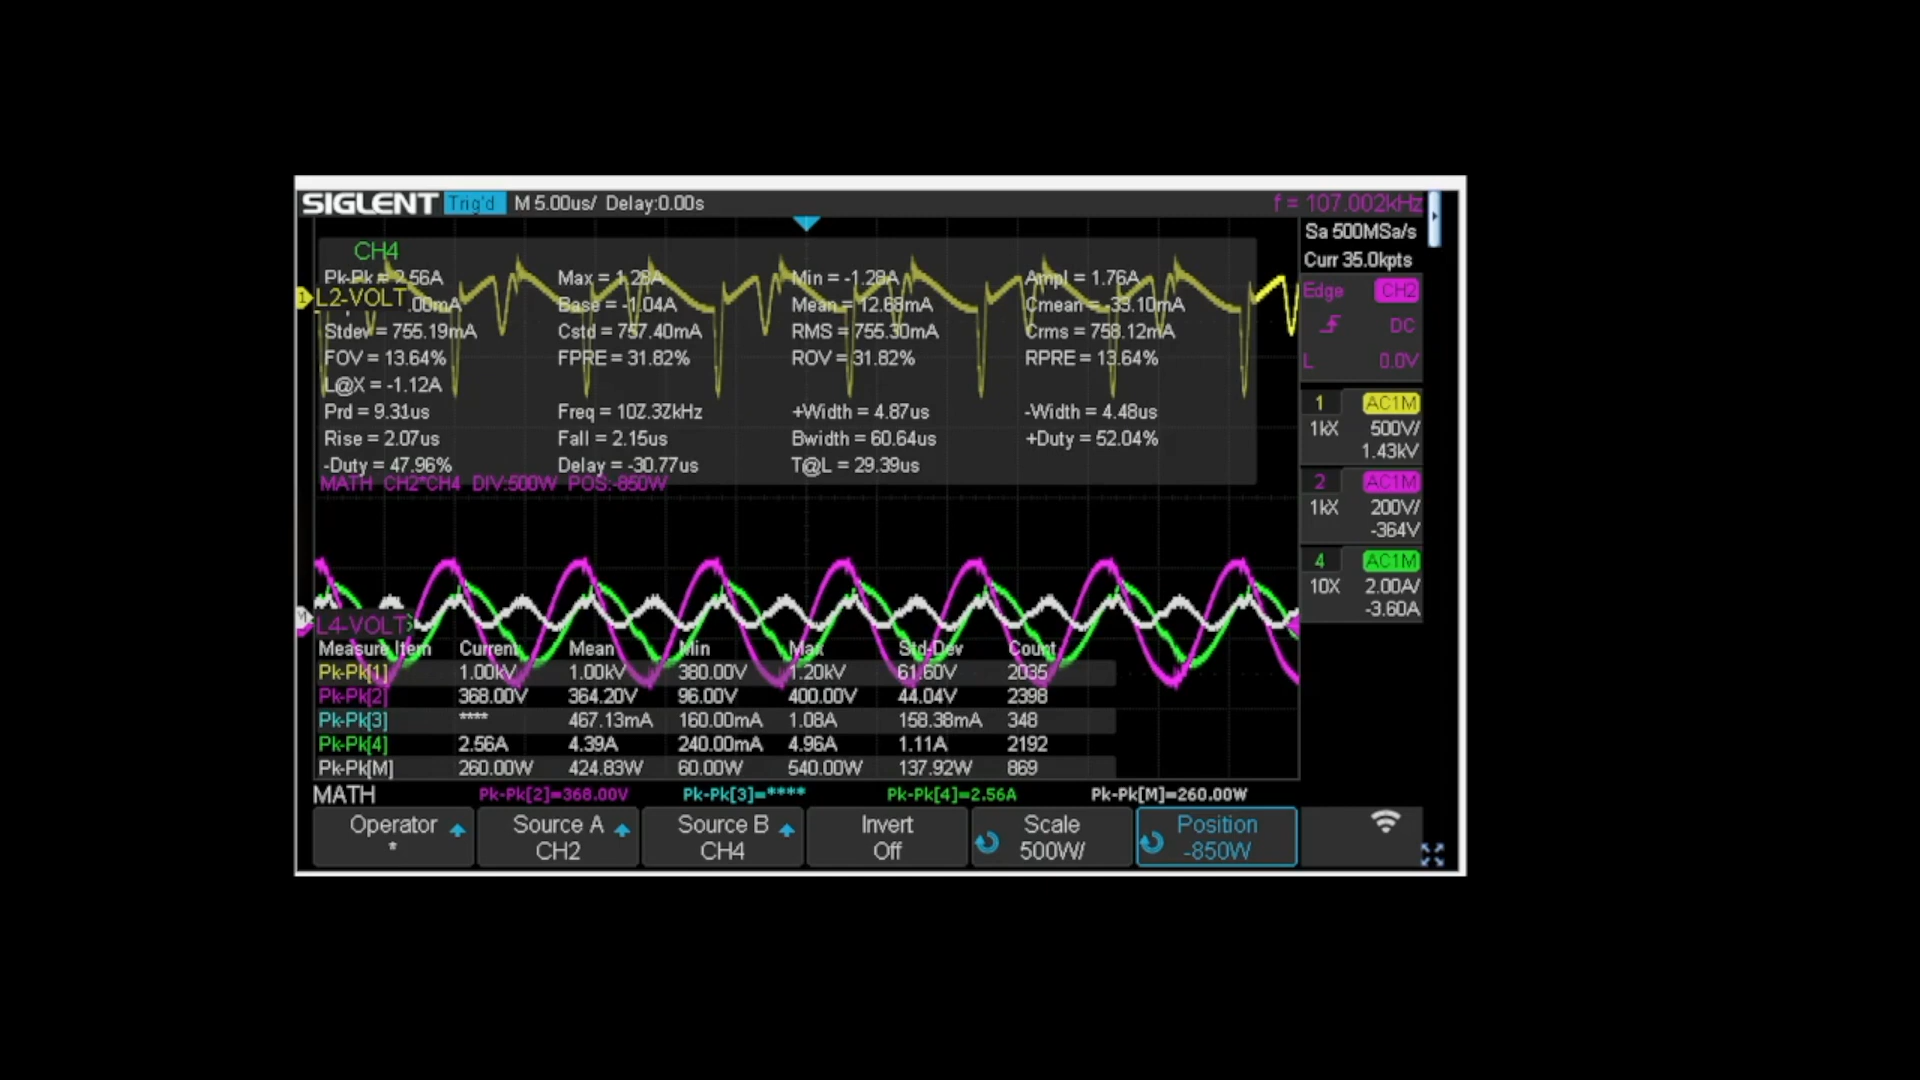 SIGLENT Trig'd M 5.00us/ Delay:0.00s f = 107.002kHz
Sa 500MSa/s
Curr 35.0kpts
CH4
Pk-Pk = 2.56A Max = 1.28A Min = -1.28A Ampl = 1.76A
L2-VOLT .00mA Base = -1.04A Mean = 12.68mA Cmean = -33.10mA
Stdev = 755.19mA Cstd = 757.40mA RMS = 755.30mA Crms = 758.12mA
FOV = 13.64% FPRE = 31.82% ROV = 31.82% RPRE = 13.64%
L@X = -1.12A
Prd = 9.31us Freq = 107.37kHz +Width = 4.87us -Width = 4.48us
Rise = 2.07us Fall = 2.15us Bwidth = 60.64us +Duty = 52.04%
-Duty = 47.96% Delay = -30.77us T@L = 29.39us
MATH CH2*CH4 DIV:500W POS:-850W
Edge CH2
DC
L 0.0V
1 AC1M
1kX 500V/
1.43kV
2 AC1M
1kX 200V/
-364V
4 AC1M
10X 2.00A/
-3.60A
1
M
L4-VOLT
Measure Item Current Mean Min Max Std-Dev Count
Pk-Pk[1] 1.00kV 1.00kV 380.00V 1.20kV 61.60V 2035
Pk-Pk[2] 368.00V 364.20V 96.00V 400.00V 44.04V 2398
Pk-Pk[3] **** 467.13mA 160.00mA 1.08A 158.38mA 348
Pk-Pk[4] 2.56A 4.39A 240.00mA 4.96A 1.11A 2192
Pk-Pk[M] 260.00W 424.83W 60.00W 540.00W 137.92W 869
MATH Pk-Pk[2]=368.00V Pk-Pk[3]=**** Pk-Pk[4]=2.56A Pk-Pk[M]=260.00W
Operator Source A Source B Invert Scale Position
* CH2 CH4 Off 500W/ -850W